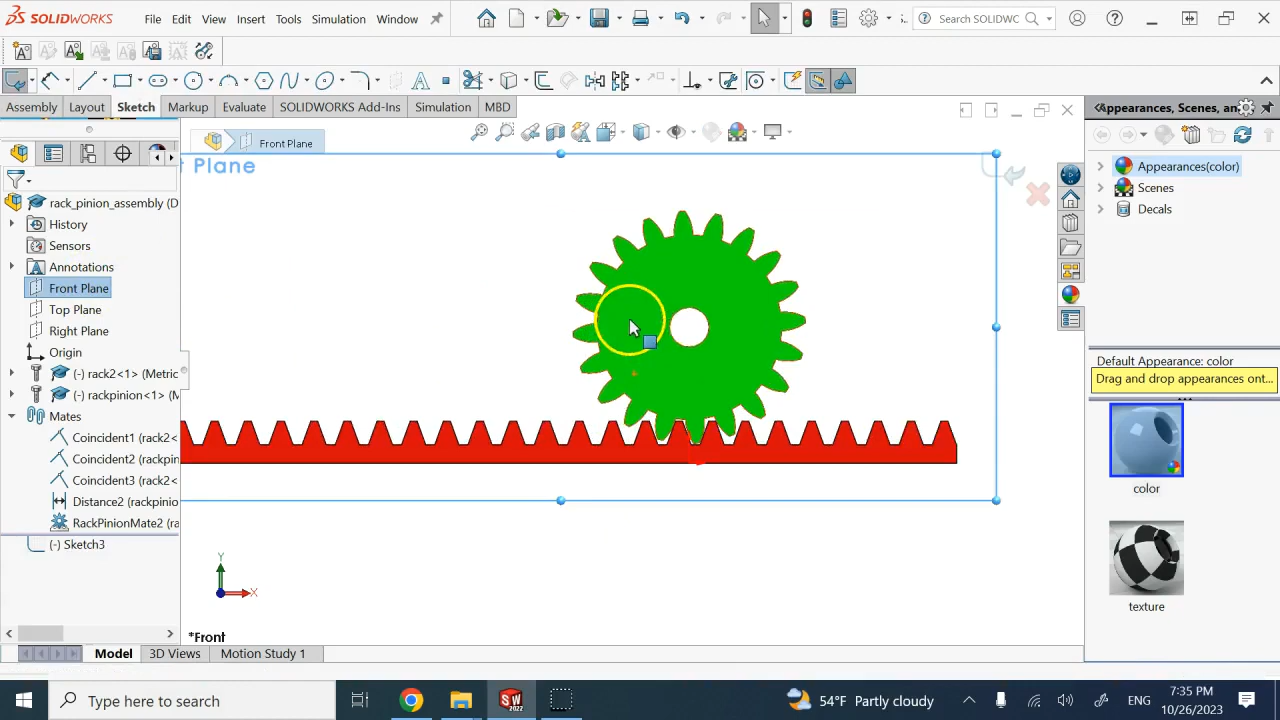 SOLIDWORKS File Edit View Insert Tools Simulation Window Search SOLIDWC
Assembly Layout Sketch Markup Evaluate SOLIDWORKS Add-Ins Simulation MBD
Appearances, Scenes, an
Front Plane
t Plane
rack_pinion_assembly (D
History
Sensors
Annotations
Front Plane
Top Plane
Right Plane
Origin
(-) rack2<1> (Metric
(-) rackpinion<1> (M
Mates
Coincident1 (rack2<
Coincident2 (rackpin
Coincident3 (rack2<
Distance2 (rackpinio
RackPinionMate2 (ra
(-) Sketch3
Appearances(color)
Scenes
Decals
Default Appearance: color
Drag and drop appearances ont...
color
texture
Y
X
*Front
Model 3D Views Motion Study 1
Type here to search
SW
2022
54°F Partly cloudy
ENG
7:35 PM
10/26/2023